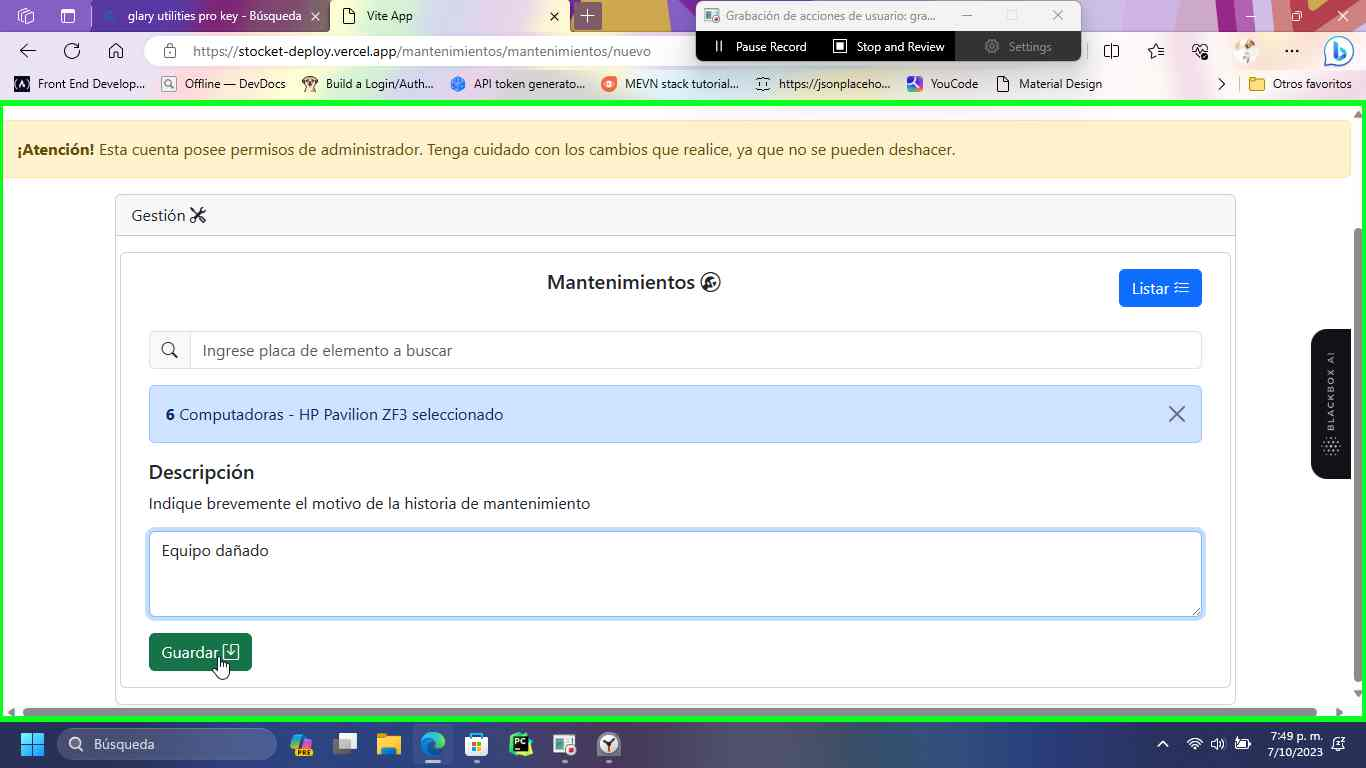 glary utilities pro key - Búsqueda
Vite App
Grabación de acciones de usuario: gra...
Pause Record
Stop and Review
Settings
https://stocket-deploy.vercel.app/mantenimientos/mantenimientos/nuevo
Front End Develop...
Offline — DevDocs
Build a Login/Auth...
API token generato...
MEVN stack tutorial...
https://jsonplaceho...
YouCode
Material Design
Otros favoritos
¡Atención! Esta cuenta posee permisos de administrador. Tenga cuidado con los cambios que realice, ya que no se pueden deshacer.
Gestión
Mantenimientos
Listar
Ingrese placa de elemento a buscar
6 Computadoras - HP Pavilion ZF3 seleccionado
BLACKBOX AI
Descripción
Indique brevemente el motivo de la historia de mantenimiento
Equipo dañado
Guardar
Búsqueda
PRE
PC
7:49 p. m.
7/10/2023